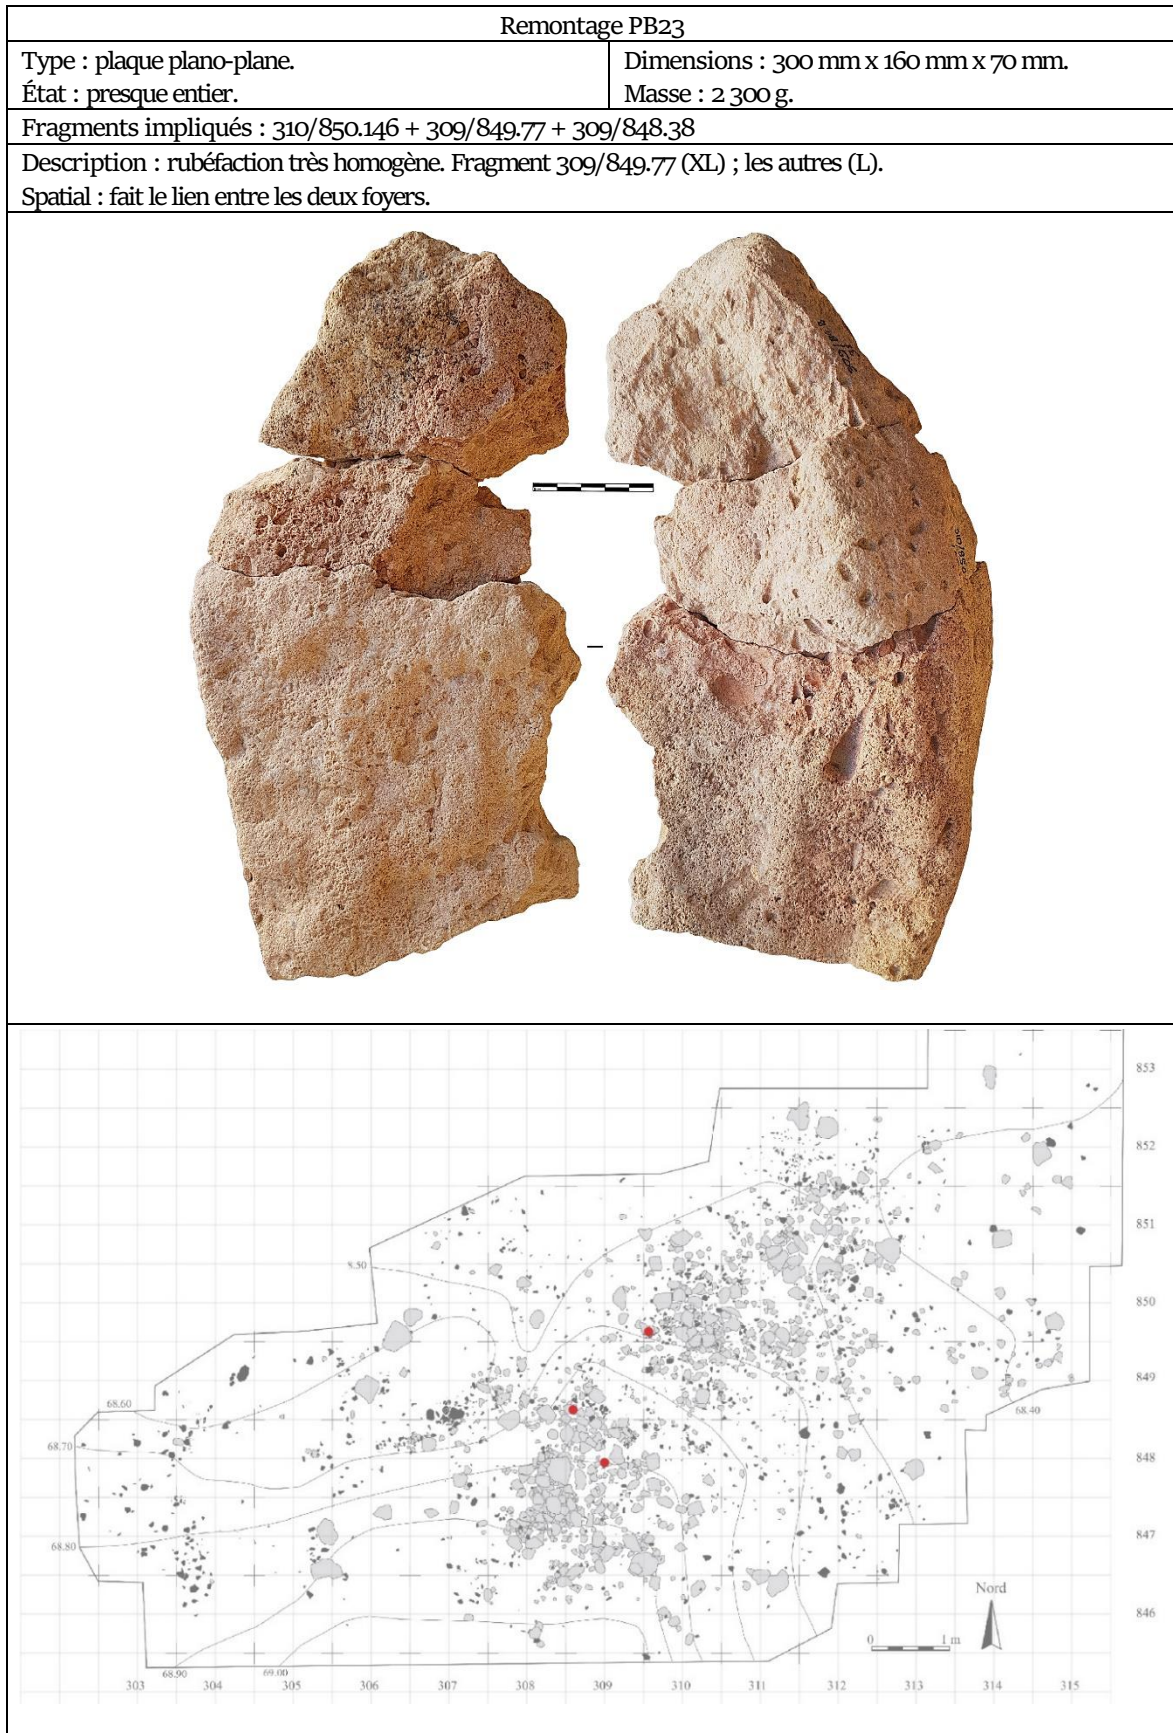 Remontage PB23
Type : plaque plano-plane.
État : presque entier.
Dimensions : 300 mm x 160 mm x 70 mm.
Masse : 2 300 g.
Fragments impliqués : 310/850.146 + 309/849.77 + 309/848.38
Description : rubéfaction très homogène. Fragment 309/849.77 (XL) ; les autres (L).
Spatial : fait le lien entre les deux foyers.
853
852
851
8.50
850
849
68.60
68.40
68.70
848
847
68.80
Nord
846
0 1 m
68.90 69.00
303 304 305 306 307 308 309 310 311 312 313 314 315